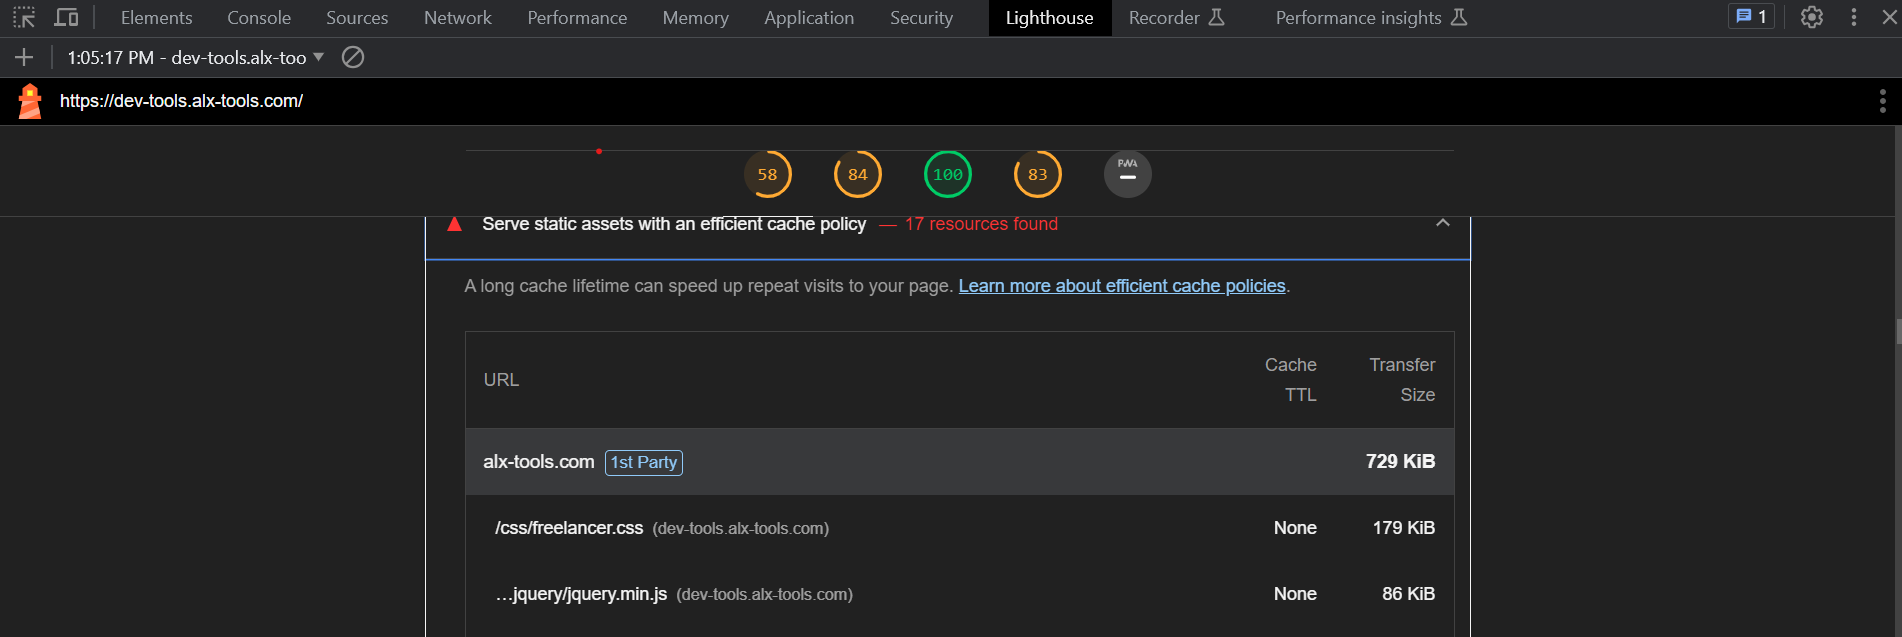 Elements Console Sources Network Performance Memory Application Security Lighthouse Recorder Performance insights 1
1:05:17 PM - dev-tools.alx-too
https://dev-tools.alx-tools.com/
58 84 100 83 PWA
Serve static assets with an efficient cache policy — 17 resources found
A long cache lifetime can speed up repeat visits to your page. Learn more about efficient cache policies.
URL Cache TTL Transfer Size
alx-tools.com 1st Party 729 KiB
/css/freelancer.css (dev-tools.alx-tools.com) None 179 KiB
…jquery/jquery.min.js (dev-tools.alx-tools.com) None 86 KiB